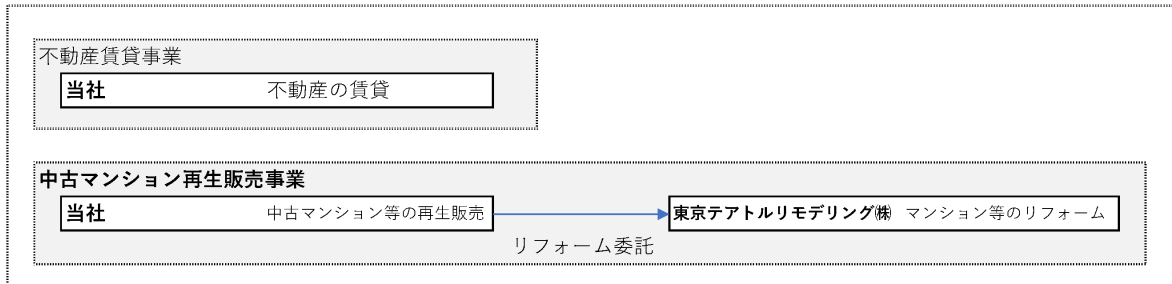 不動産賃貸事業
当社 不動産の賃貸
中古マンション再生販売事業
当社 中古マンション等の再生販売 東京テアトルリモデリング㈱ マンション等のリフォーム
リフォーム委託